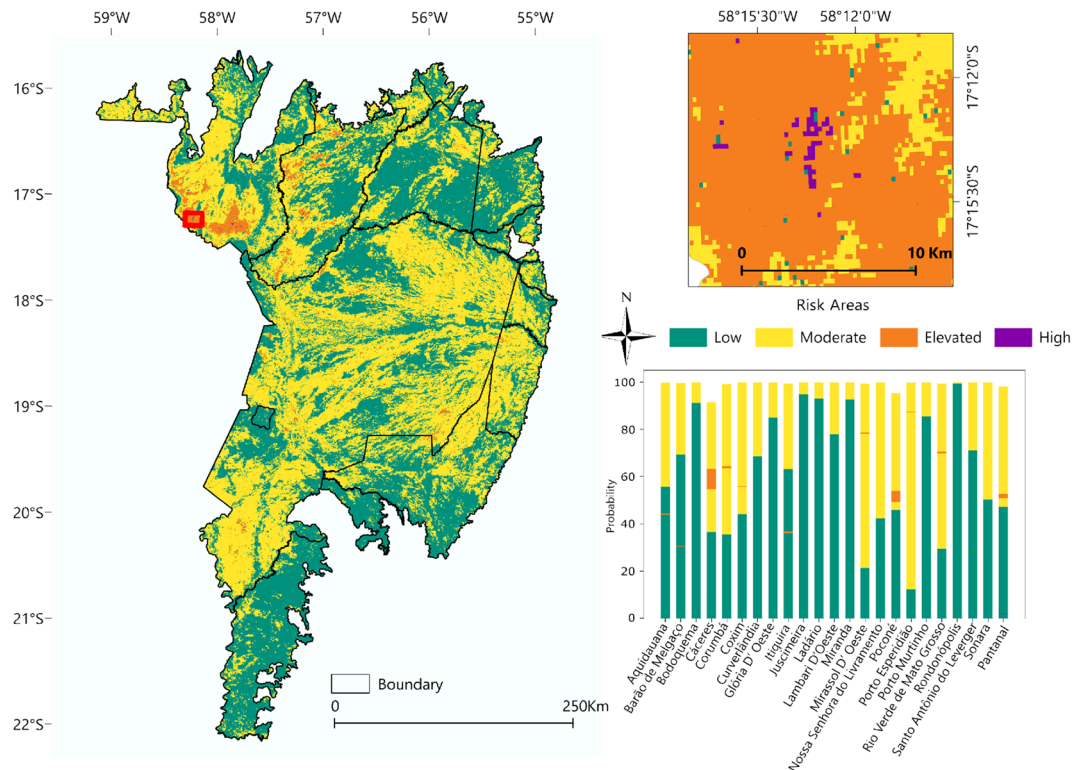 59°W 58°W 57°W 56°W 55°W
16°S
17°S
18°S
19°S
20°S
21°S
22°S
Boundary
0 250Km
58°15'30"W 58°12'0"W
17°12'0"S
17°15'30"S
0 10 Km
Risk Areas
N
Low Moderate Elevated High
Probability
100
80
60
40
20
0
Aquidauana
Barão de Melgaço
Bodoquema
Cáceres
Corumbá
Coxim
Curverlândia
Glória D' Oeste
Itiquira
Juscimeira
Ladário
Lambari D'Oeste
Miranda
Mirassol D' Oeste
Nossa Senhora do Livramento
Poconé
Porto Esperidião
Porto Murtinho
Rio Verde de Mato Grosso
Rondonópolis
Santo Antônio do Leverger
Sonara
Pantanal